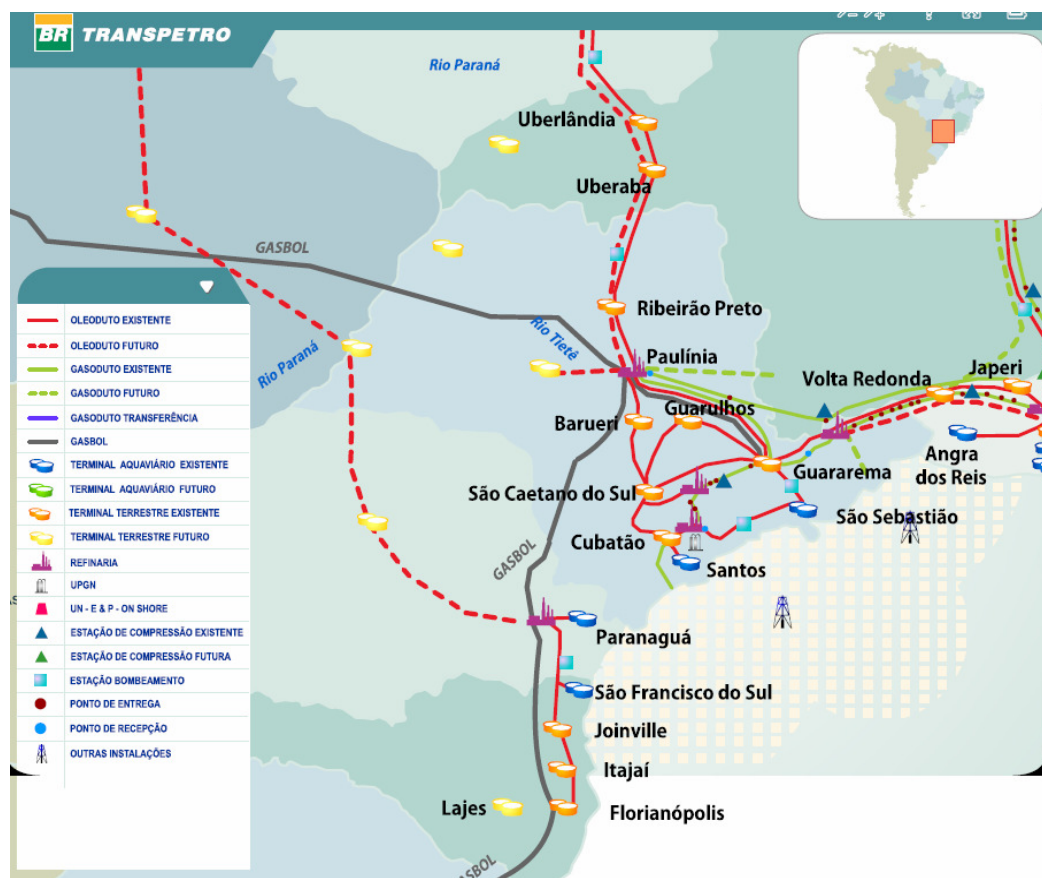 BR TRANSPETRO
Rio Paraná
Uberlândia
Uberaba
GASBOL
Ribeirão Preto
Rio Tietê
Rio Paraná
Paulínia
Volta Redonda
Japeri
Barueri
Guarulhos
Angra
dos Reis
Guararema
São Caetano do Sul
São Sebastião
Cubatão
Santos
GASBOL
Paranaguá
São Francisco do Sul
Joinville
Itajaí
Lajes
Florianópolis
GASBOL
OLEODUTO EXISTENTE
OLEODUTO FUTURO
GASODUTO EXISTENTE
GASODUTO FUTURO
GASODUTO TRANSFERÊNCIA
GASBOL
TERMINAL AQUAVIÁRIO EXISTENTE
TERMINAL AQUAVIÁRIO FUTURO
TERMINAL TERRESTRE EXISTENTE
TERMINAL TERRESTRE FUTURO
REFINARIA
UPGN
UN - E & P - ON SHORE
ESTAÇÃO DE COMPRESSÃO EXISTENTE
ESTAÇÃO DE COMPRESSÃO FUTURA
ESTAÇÃO BOMBEAMENTO
PONTO DE ENTREGA
PONTO DE RECEPÇÃO
OUTRAS INSTALAÇÕES